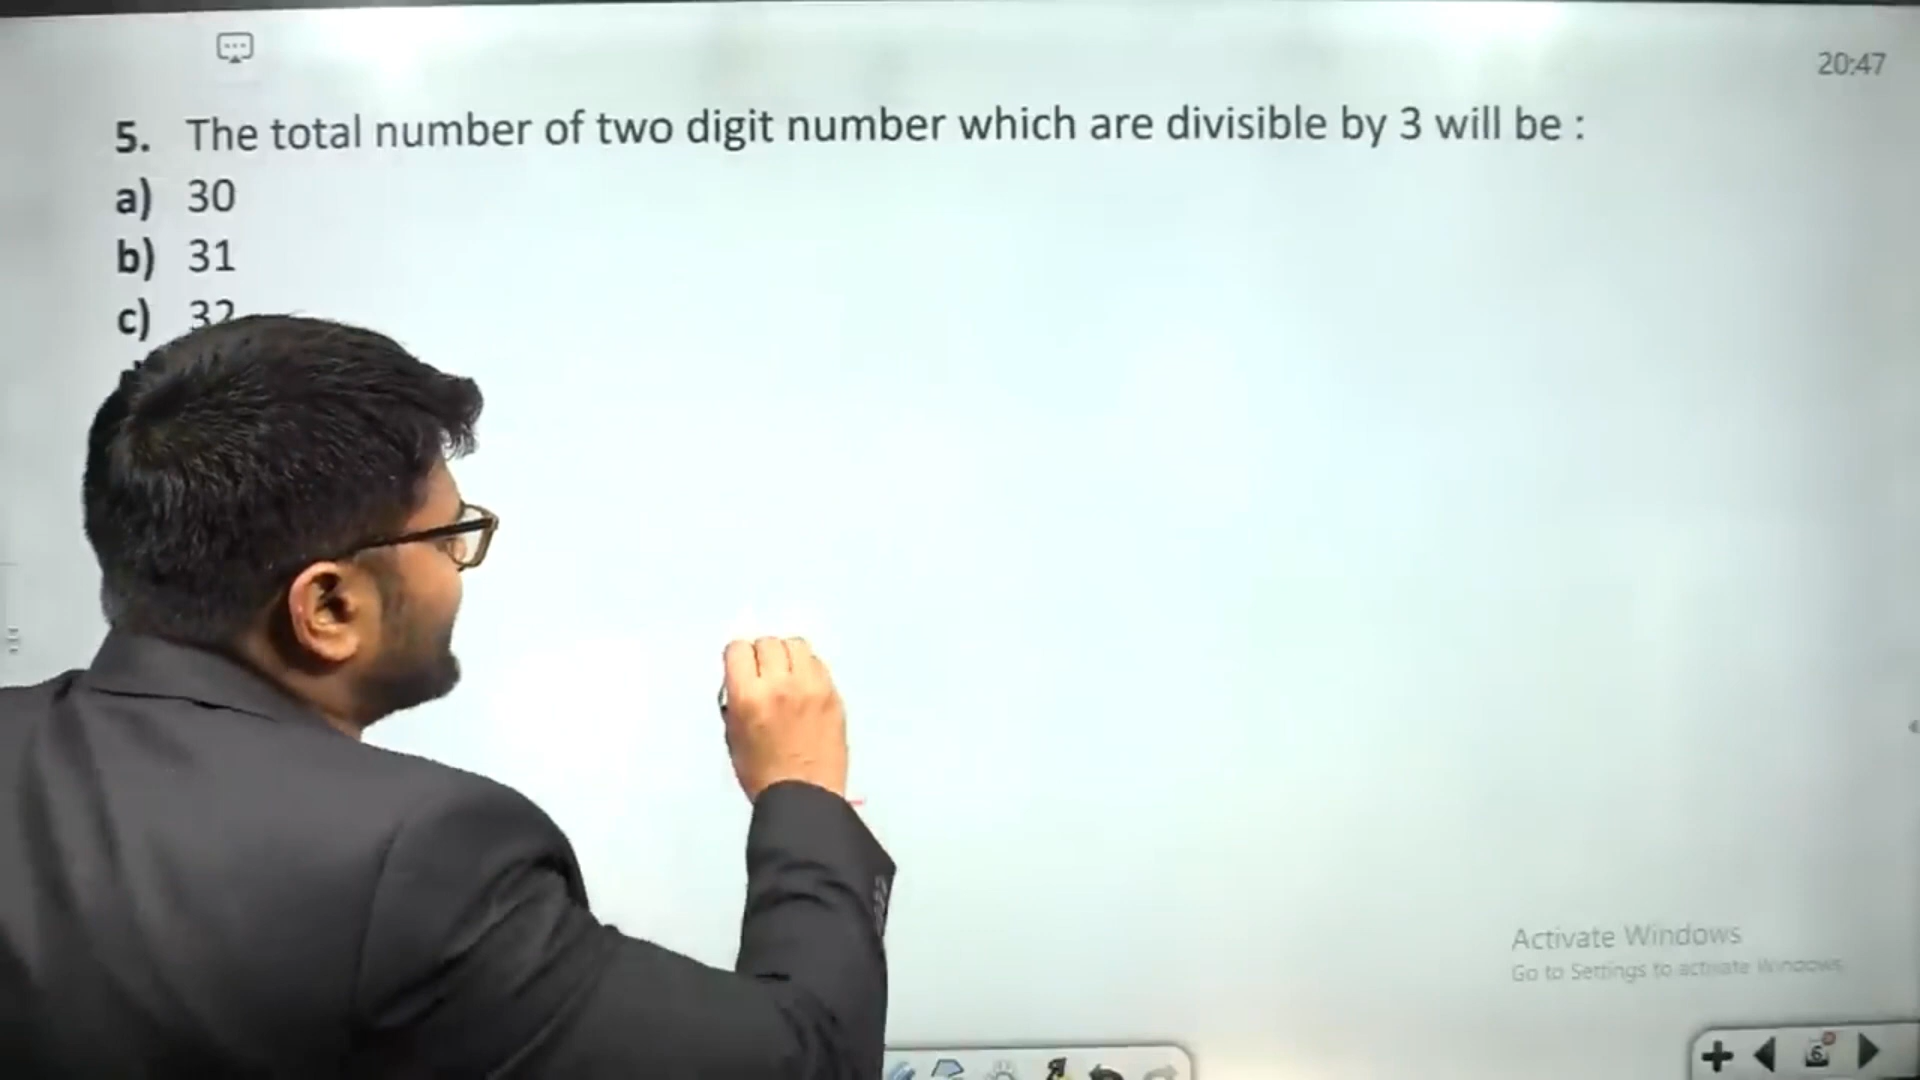 20:47
5. The total number of two digit number which are divisible by 3 will be :
a) 30
b) 31
c) 32
Activate Windows
Go to Settings to activate Windows.
6